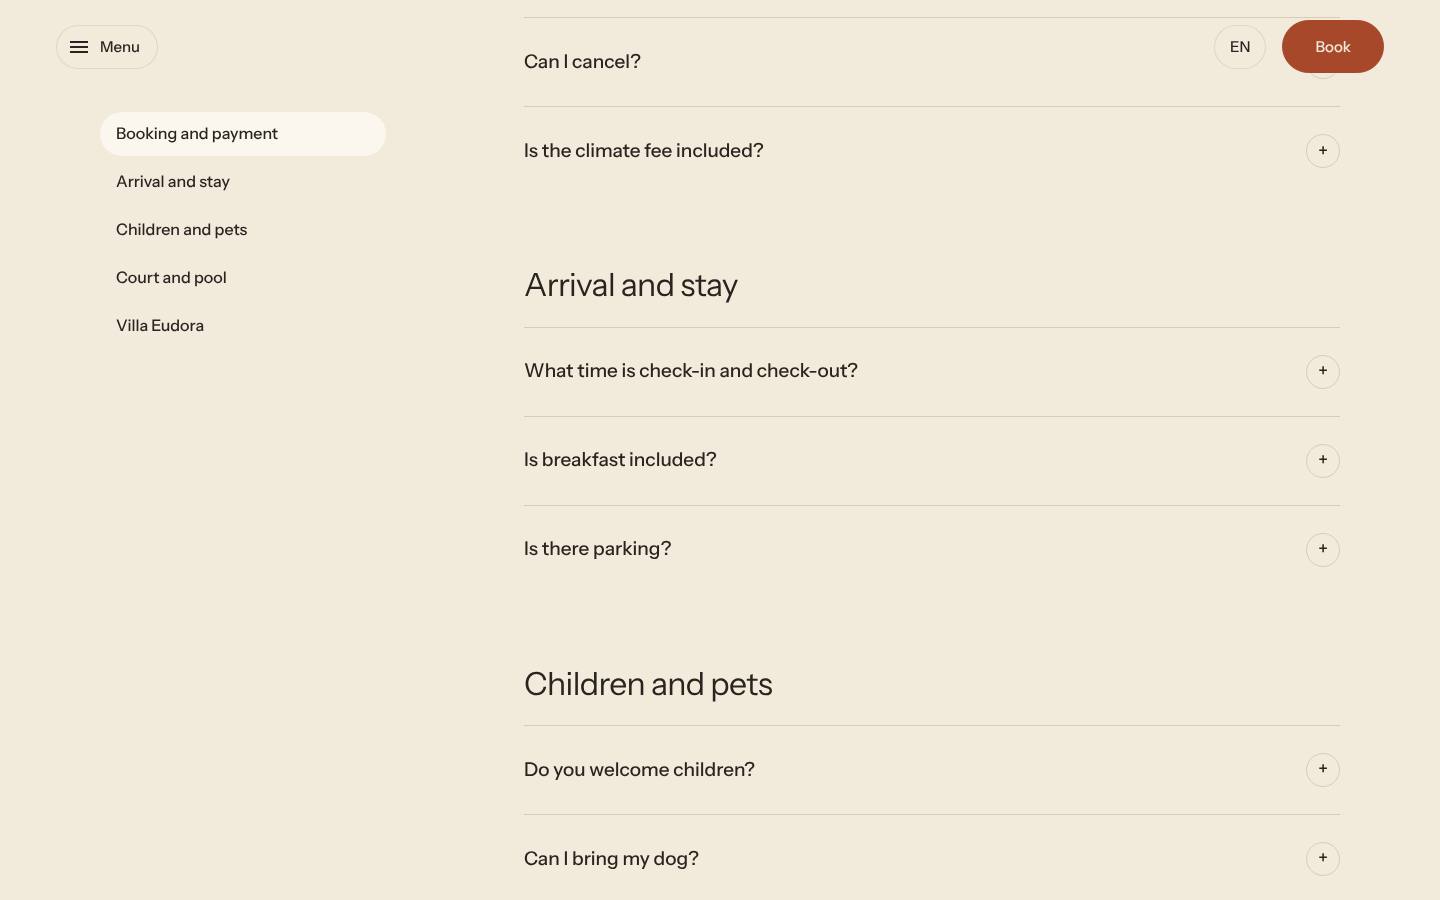 Menu
EN
Book
Booking and payment
Arrival and stay
Children and pets
Court and pool
Villa Eudora
Can I cancel?
Is the climate fee included?
+
Arrival and stay
What time is check-in and check-out?
+
Is breakfast included?
+
Is there parking?
+
Children and pets
Do you welcome children?
+
Can I bring my dog?
+